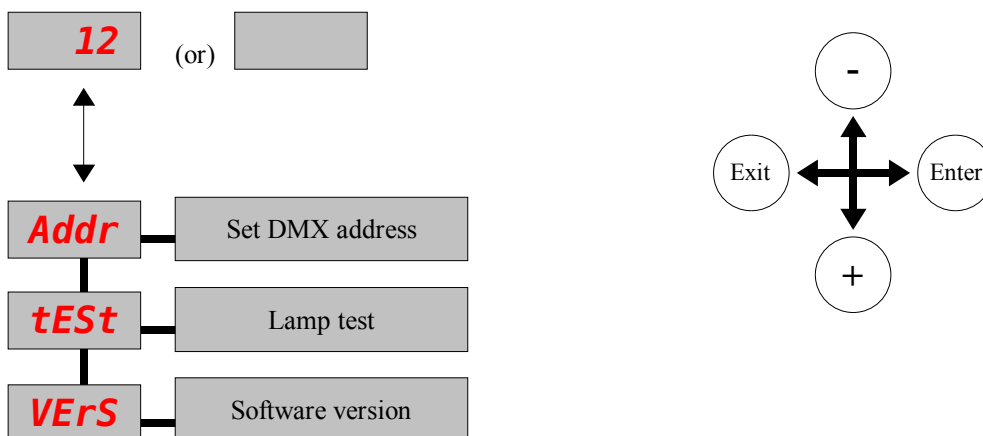 12
(or)
-
Exit
Enter
+
Addr
Set DMX address
tESt
Lamp test
VErS
Software version